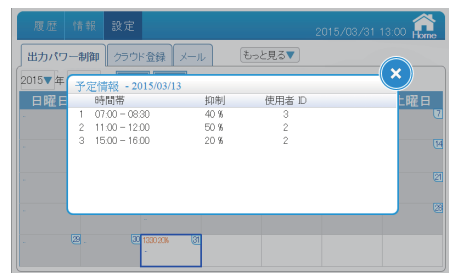 履歴 情報 設定
2015/03/31 13:00 Home
出力パワー制御 クラウド登録 メール もっと見る▼
2015▼年
予定情報 - 2015/03/13
日曜日 土曜日
時間帯 抑制 使用者 ID
1 07:00 – 08:30 40 % 3
2 11:00 – 12:00 50 % 2
3 15:00 – 16:00 20 % 2
7
14
21
28
29 30 13:00 20% 31